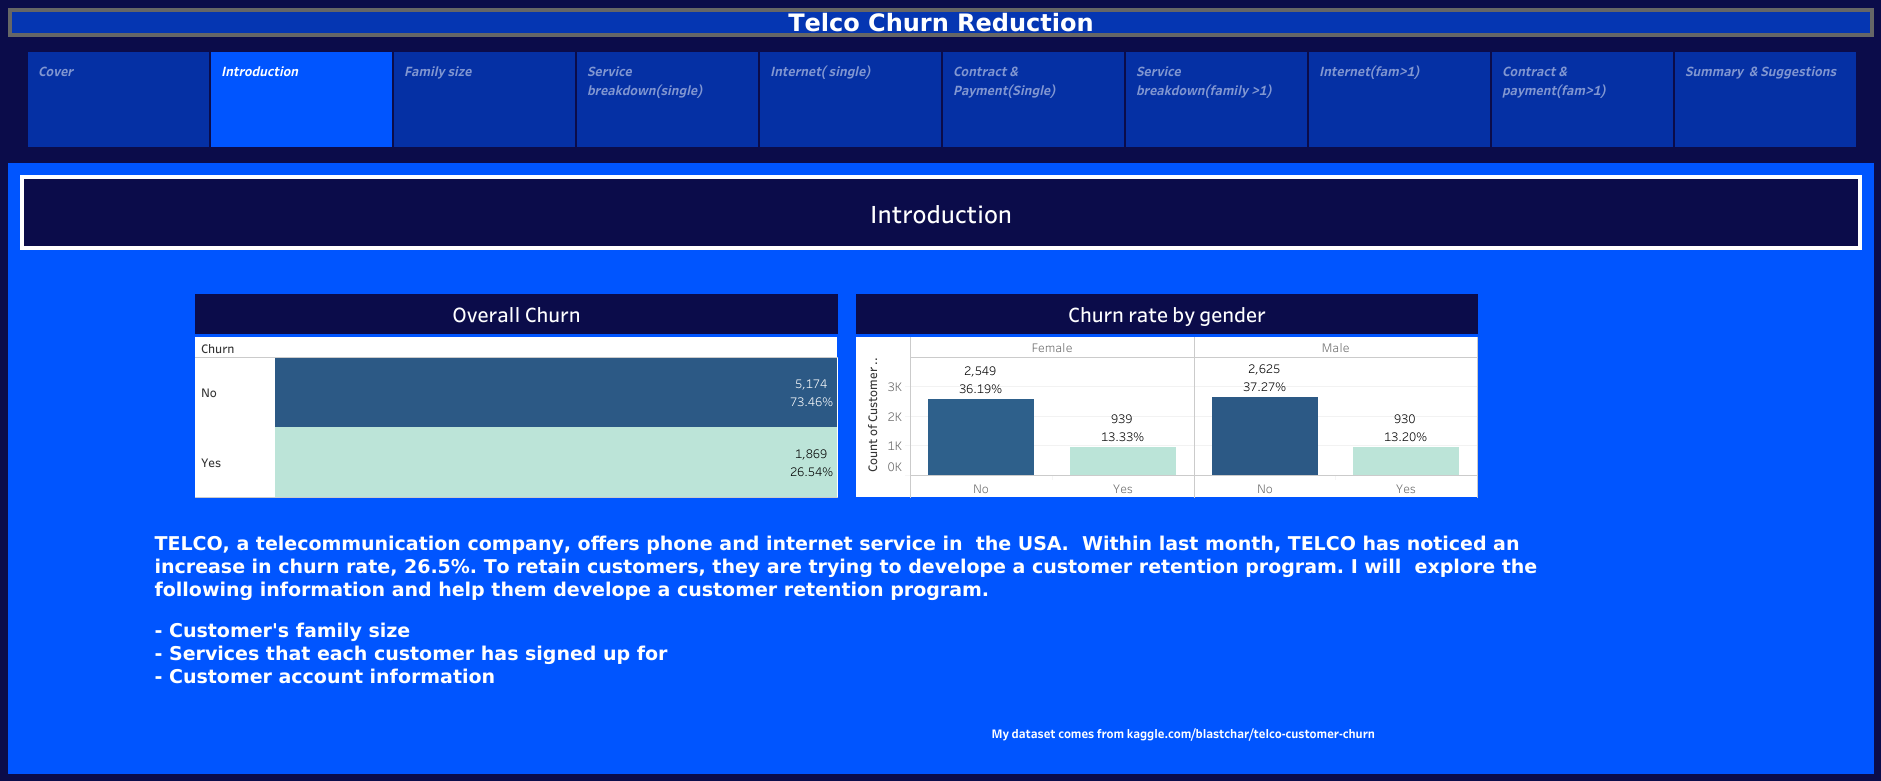 Telco Churn Reduction
Cover
Introduction
Family size
Service
breakdown(single)
Internet( single)
Contract &
Payment(Single)
Service
breakdown(family >1)
Internet(fam>1)
Contract &
payment(fam>1)
Summary  & Suggestions
Introduction
Overall Churn
Churn
No
5,174
73.46%
Yes
1,869
26.54%
Churn rate by gender
Female
Male
Count of Customer ..
3K
2K
1K
0K
2,549
36.19%
939
13.33%
2,625
37.27%
930
13.20%
No
Yes
No
Yes
TELCO, a telecommunication company, offers phone and internet service in  the USA.  Within last month, TELCO has noticed an
increase in churn rate, 26.5%. To retain customers, they are trying to develope a customer retention program. I will  explore the
following information and help them develope a customer retention program.
- Customer's family size
- Services that each customer has signed up for
- Customer account information
My dataset comes from kaggle.com/blastchar/telco-customer-churn